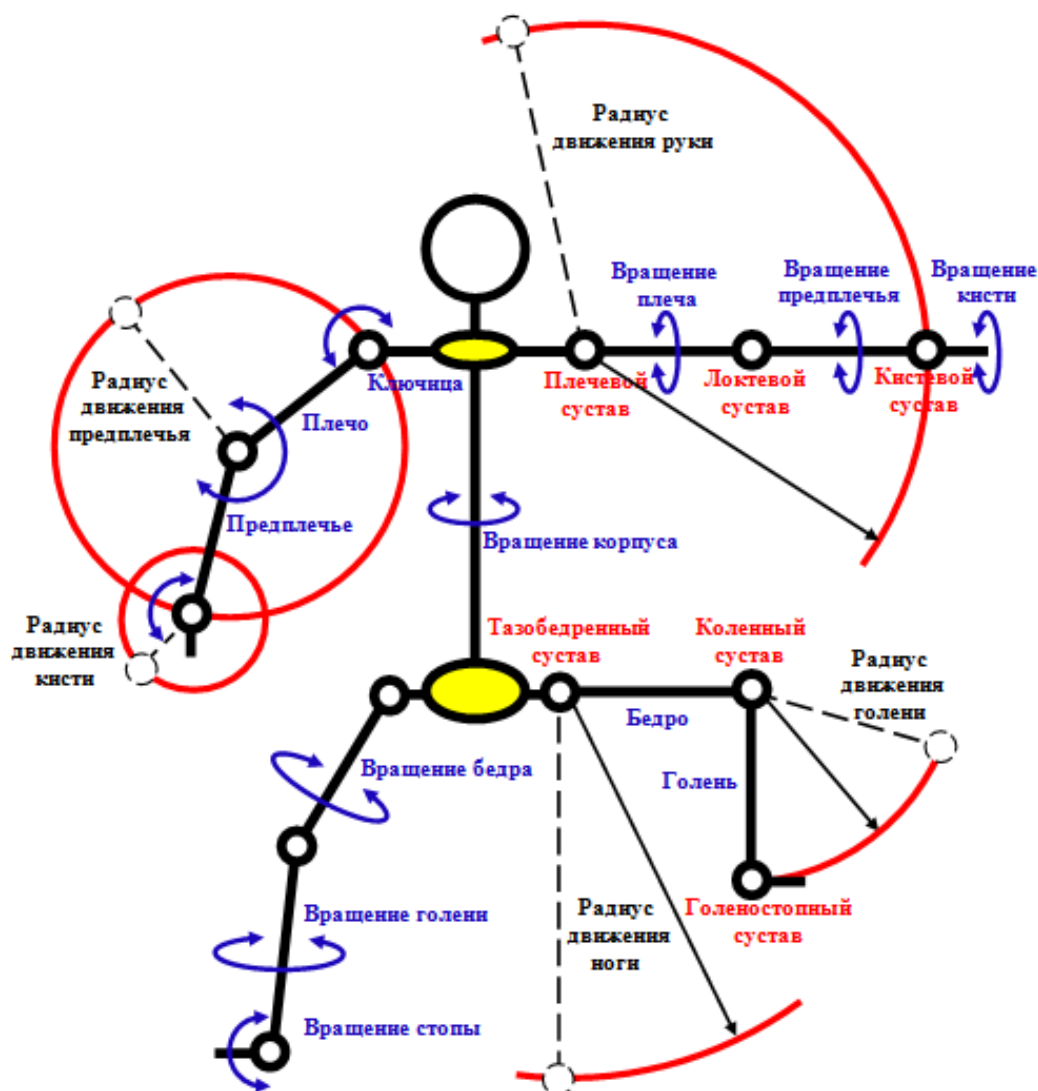 Радиус
движения руки
Вращение
плеча
Вращение
предплечья
Вращение
кисти
Радиус
движения
предплечья
Ключица
Плечевой
сустав
Локтевой
сустав
Кистевой
сустав
Плечо
Предплечье
Вращение корпуса
Радиус
движения
кисти
Тазобедренный
сустав
Коленный
сустав
Радиус
движения
голени
Бедро
Вращение бедра
Голень
Вращение голени
Радиус
движения
ноги
Голеностопный
сустав
Вращение стопы